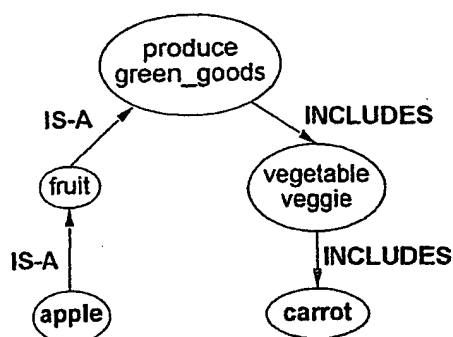 produce
green_goods
IS-A
INCLUDES
fruit
vegetable
veggie
IS-A
INCLUDES
apple
carrot